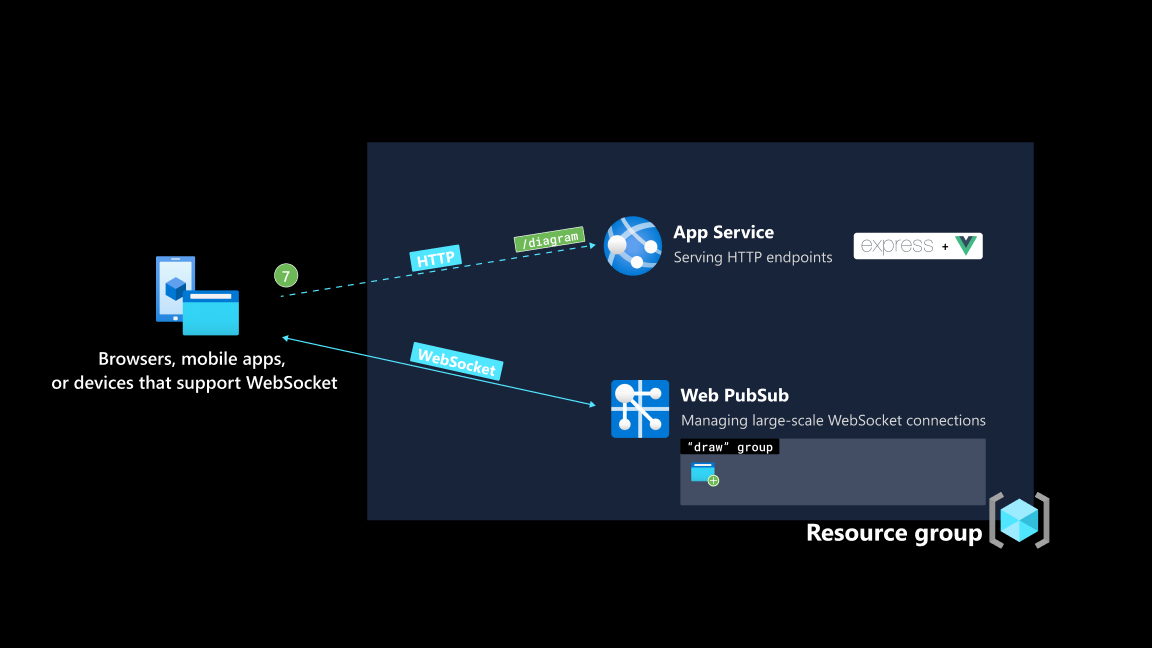 App Service
Serving HTTP endpoints
express +
/diagram
HTTP
7
Browsers, mobile apps,
or devices that support WebSocket
WebSocket
Web PubSub
Managing large-scale WebSocket connections
“draw” group
Resource group